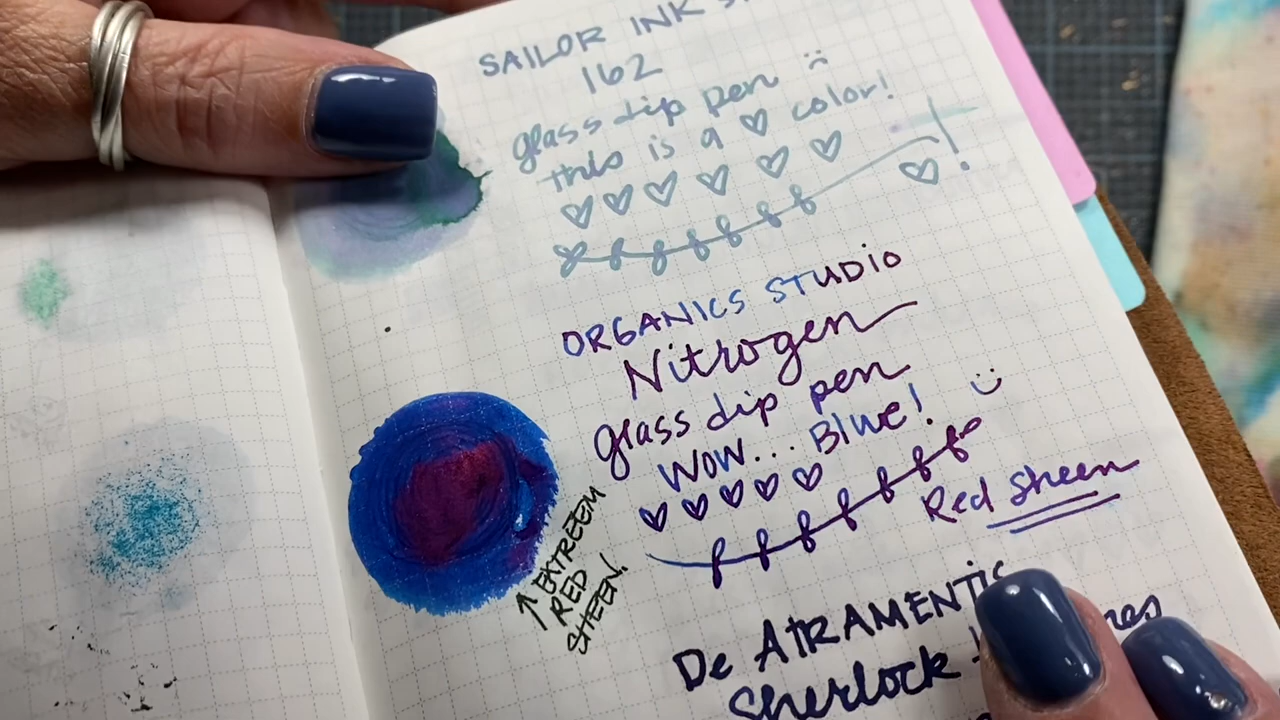 SAILOR INK
162
glass dip pen
this is a ♡ color!
ORGANICS STUDIO
Nitrogen
glass dip pen
WOW... Blue!
Red Sheen
↑ EXTREEM
RED
SHEEN.
De ATRAMENTIS
Sherlock